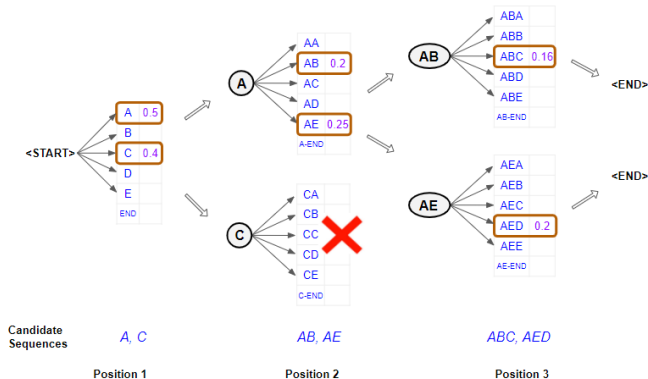 <START>
A 0.5
B
C 0.4
D
E
END
A
AA
AB 0.2
AC
AD
AE 0.25
A-END
C
CA
CB
CC
CD
CE
C-END
AB
ABA
ABB
ABC 0.16
ABD
ABE
AB-END
<END>
AE
AEA
AEB
AEC
AED 0.2
AEE
AE-END
<END>
Candidate
Sequences
A, C
AB, AE
ABC, AED
Position 1
Position 2
Position 3